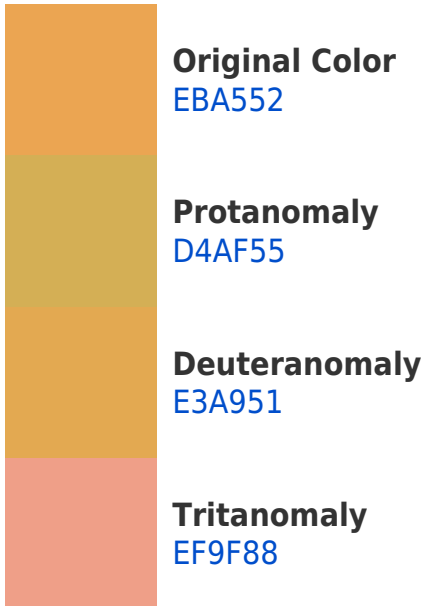 Original Color
EBA552
Protanomaly
D4AF55
Deuteranomaly
E3A951
Tritanomaly
EF9F88